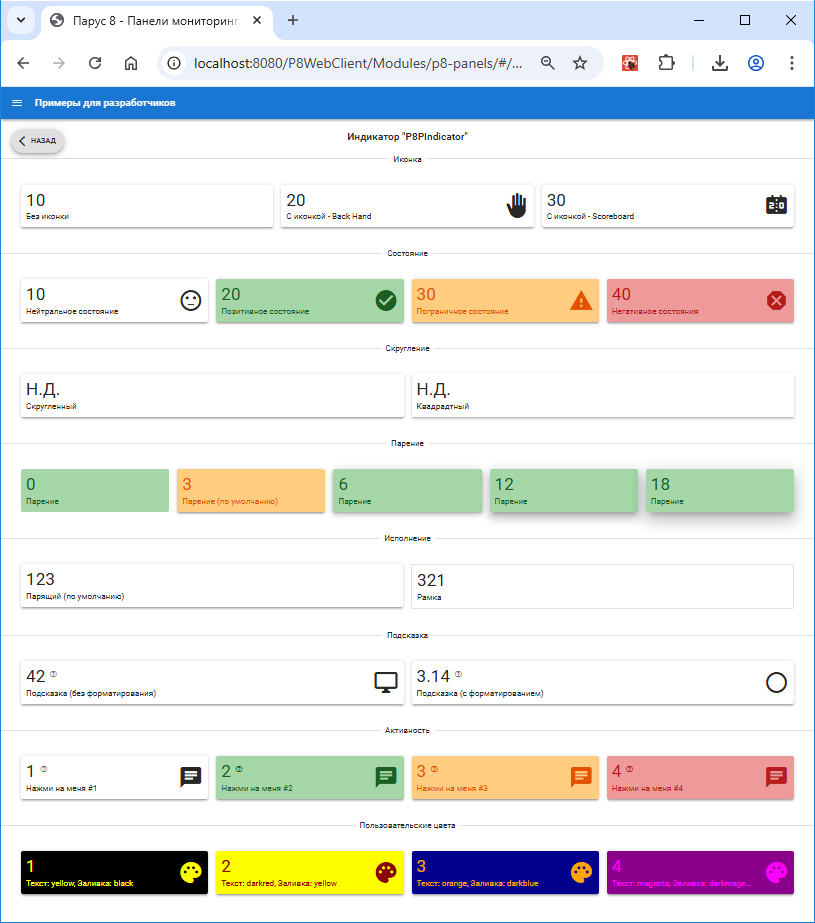 Парус 8 - Панели мониторинг
localhost:8080/P8WebClient/Modules/p8-panels/#/...
Примеры для разработчиков
НАЗАД
Индикатор "P8PIndicator"
Иконка
10
Без иконки
20
С иконкой - Back Hand
30
С иконкой - Scoreboard
2:0
Состояние
10
Нейтральное состояние
20
Позитивное состояние
30
Пограничное состояние
40
Негативное состояния
Скругление
Н.Д.
Скругленный
Н.Д.
Квадрадтный
Парение
0
Парение
3
Парение (по умолчанию)
6
Парение
12
Парение
18
Парение
Исполнение
123
Парящий (по умолчанию)
321
Рамка
Подсказка
42
Подсказка (без форматирования)
3.14
Подсказка (с форматированием)
Активность
1
Нажми на меня #1
2
Нажми на меня #2
3
Нажми на меня #3
4
Нажми на меня #4
Пользовательские цвета
1
Текст: yellow, Заливка: black
2
Текст: darkred, Заливка: yellow
3
Текст: orange, Заливка: darkblue
4
Текст: magenta, Заливка: darkmage...